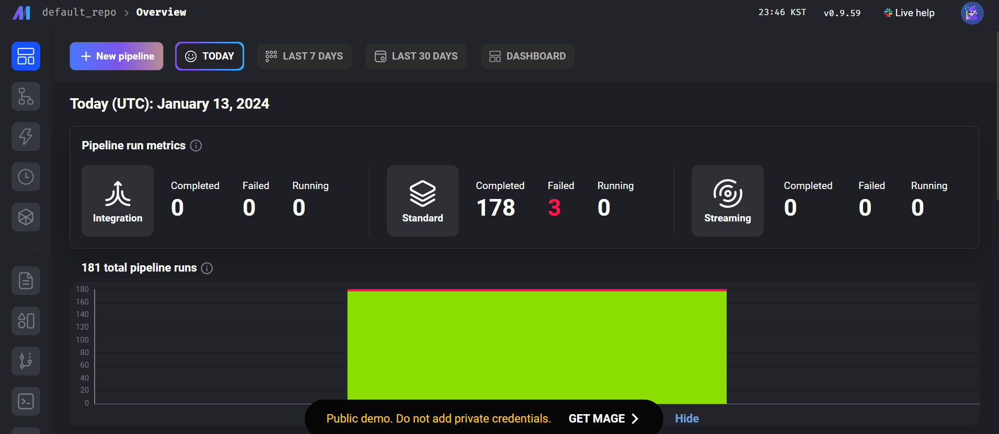 default_repo > Overview
23:46 KST
v0.9.59
Live help
+ New pipeline
TODAY
LAST 7 DAYS
LAST 30 DAYS
DASHBOARD
Today (UTC): January 13, 2024
Pipeline run metrics
Integration
Completed
0
Failed
0
Running
0
Standard
Completed
178
Failed
3
Running
0
Streaming
Completed
0
Failed
0
Running
0
181 total pipeline runs
180
160
140
120
100
80
60
40
20
0
Public demo. Do not add private credentials.
GET MAGE
Hide